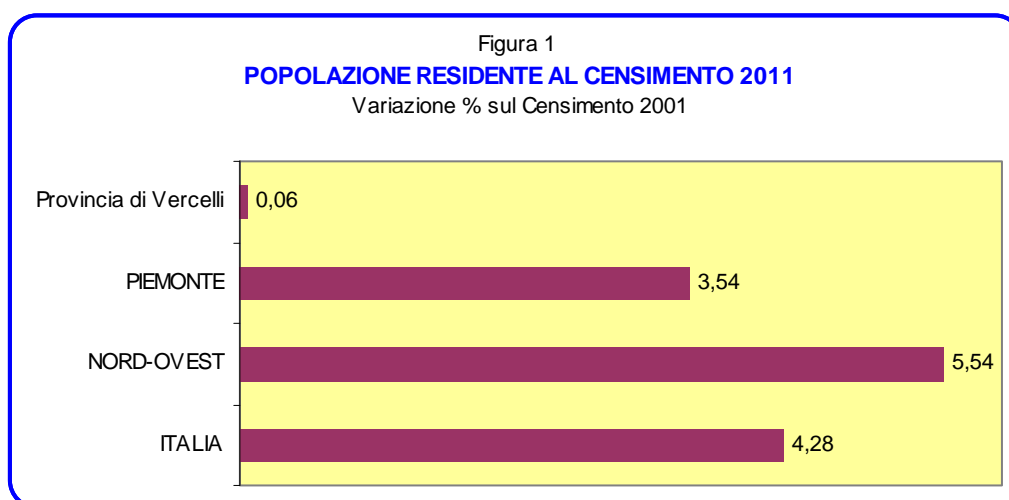 Figura 1
POPOLAZIONE RESIDENTE AL CENSIMENTO 2011
Variazione % sul Censimento 2001
Provincia di Vercelli 0,06
PIEMONTE 3,54
NORD-OVEST 5,54
ITALIA 4,28